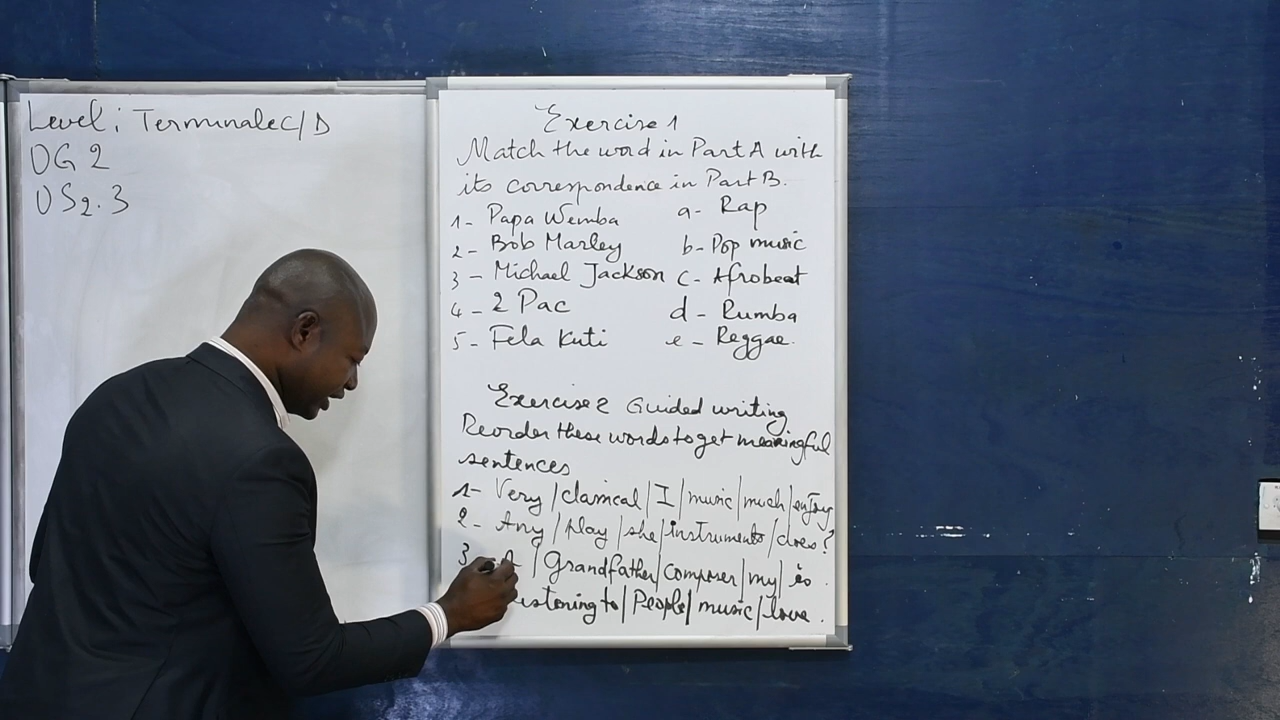 Level: Terminale C/D
OG 2
OS2.3
Exercise 1
Match the word in Part A with
its correspondence in Part B.
1- Papa Wemba a- Rap
2- Bob Marley b- Pop music
3- Michael Jackson c- Afrobeat
4- 2 Pac d- Rumba
5- Fela Kuti e- Reggae.
Exercise 2 Guided writing
Reorder these words to get meaningful
sentences
1- Very/classical/I/music/much/enjoy
2- Any/play/she/instruments/does?
3- /Grandfather/composer/my/is.
listening to/People/music/love.